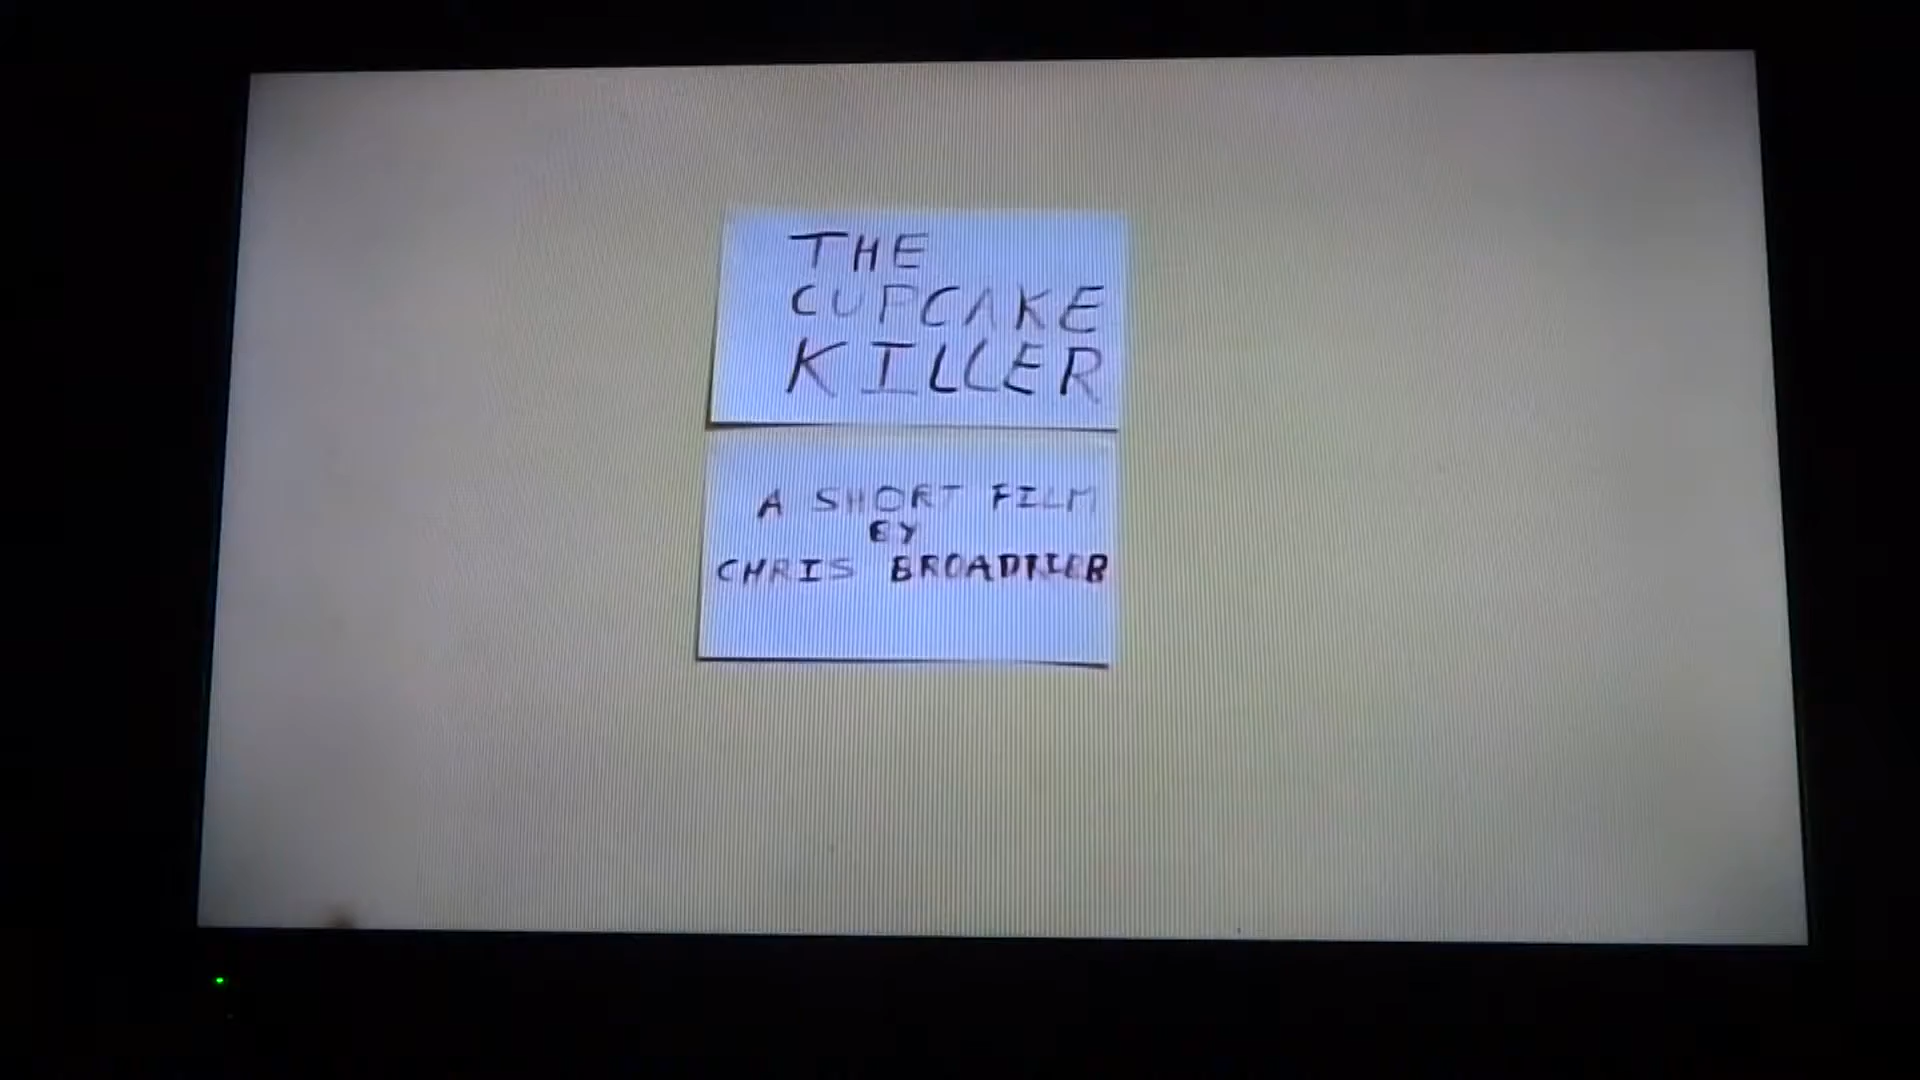 THE
CUPCAKE
KILLER
A SHORT FILM
BY
CHRIS